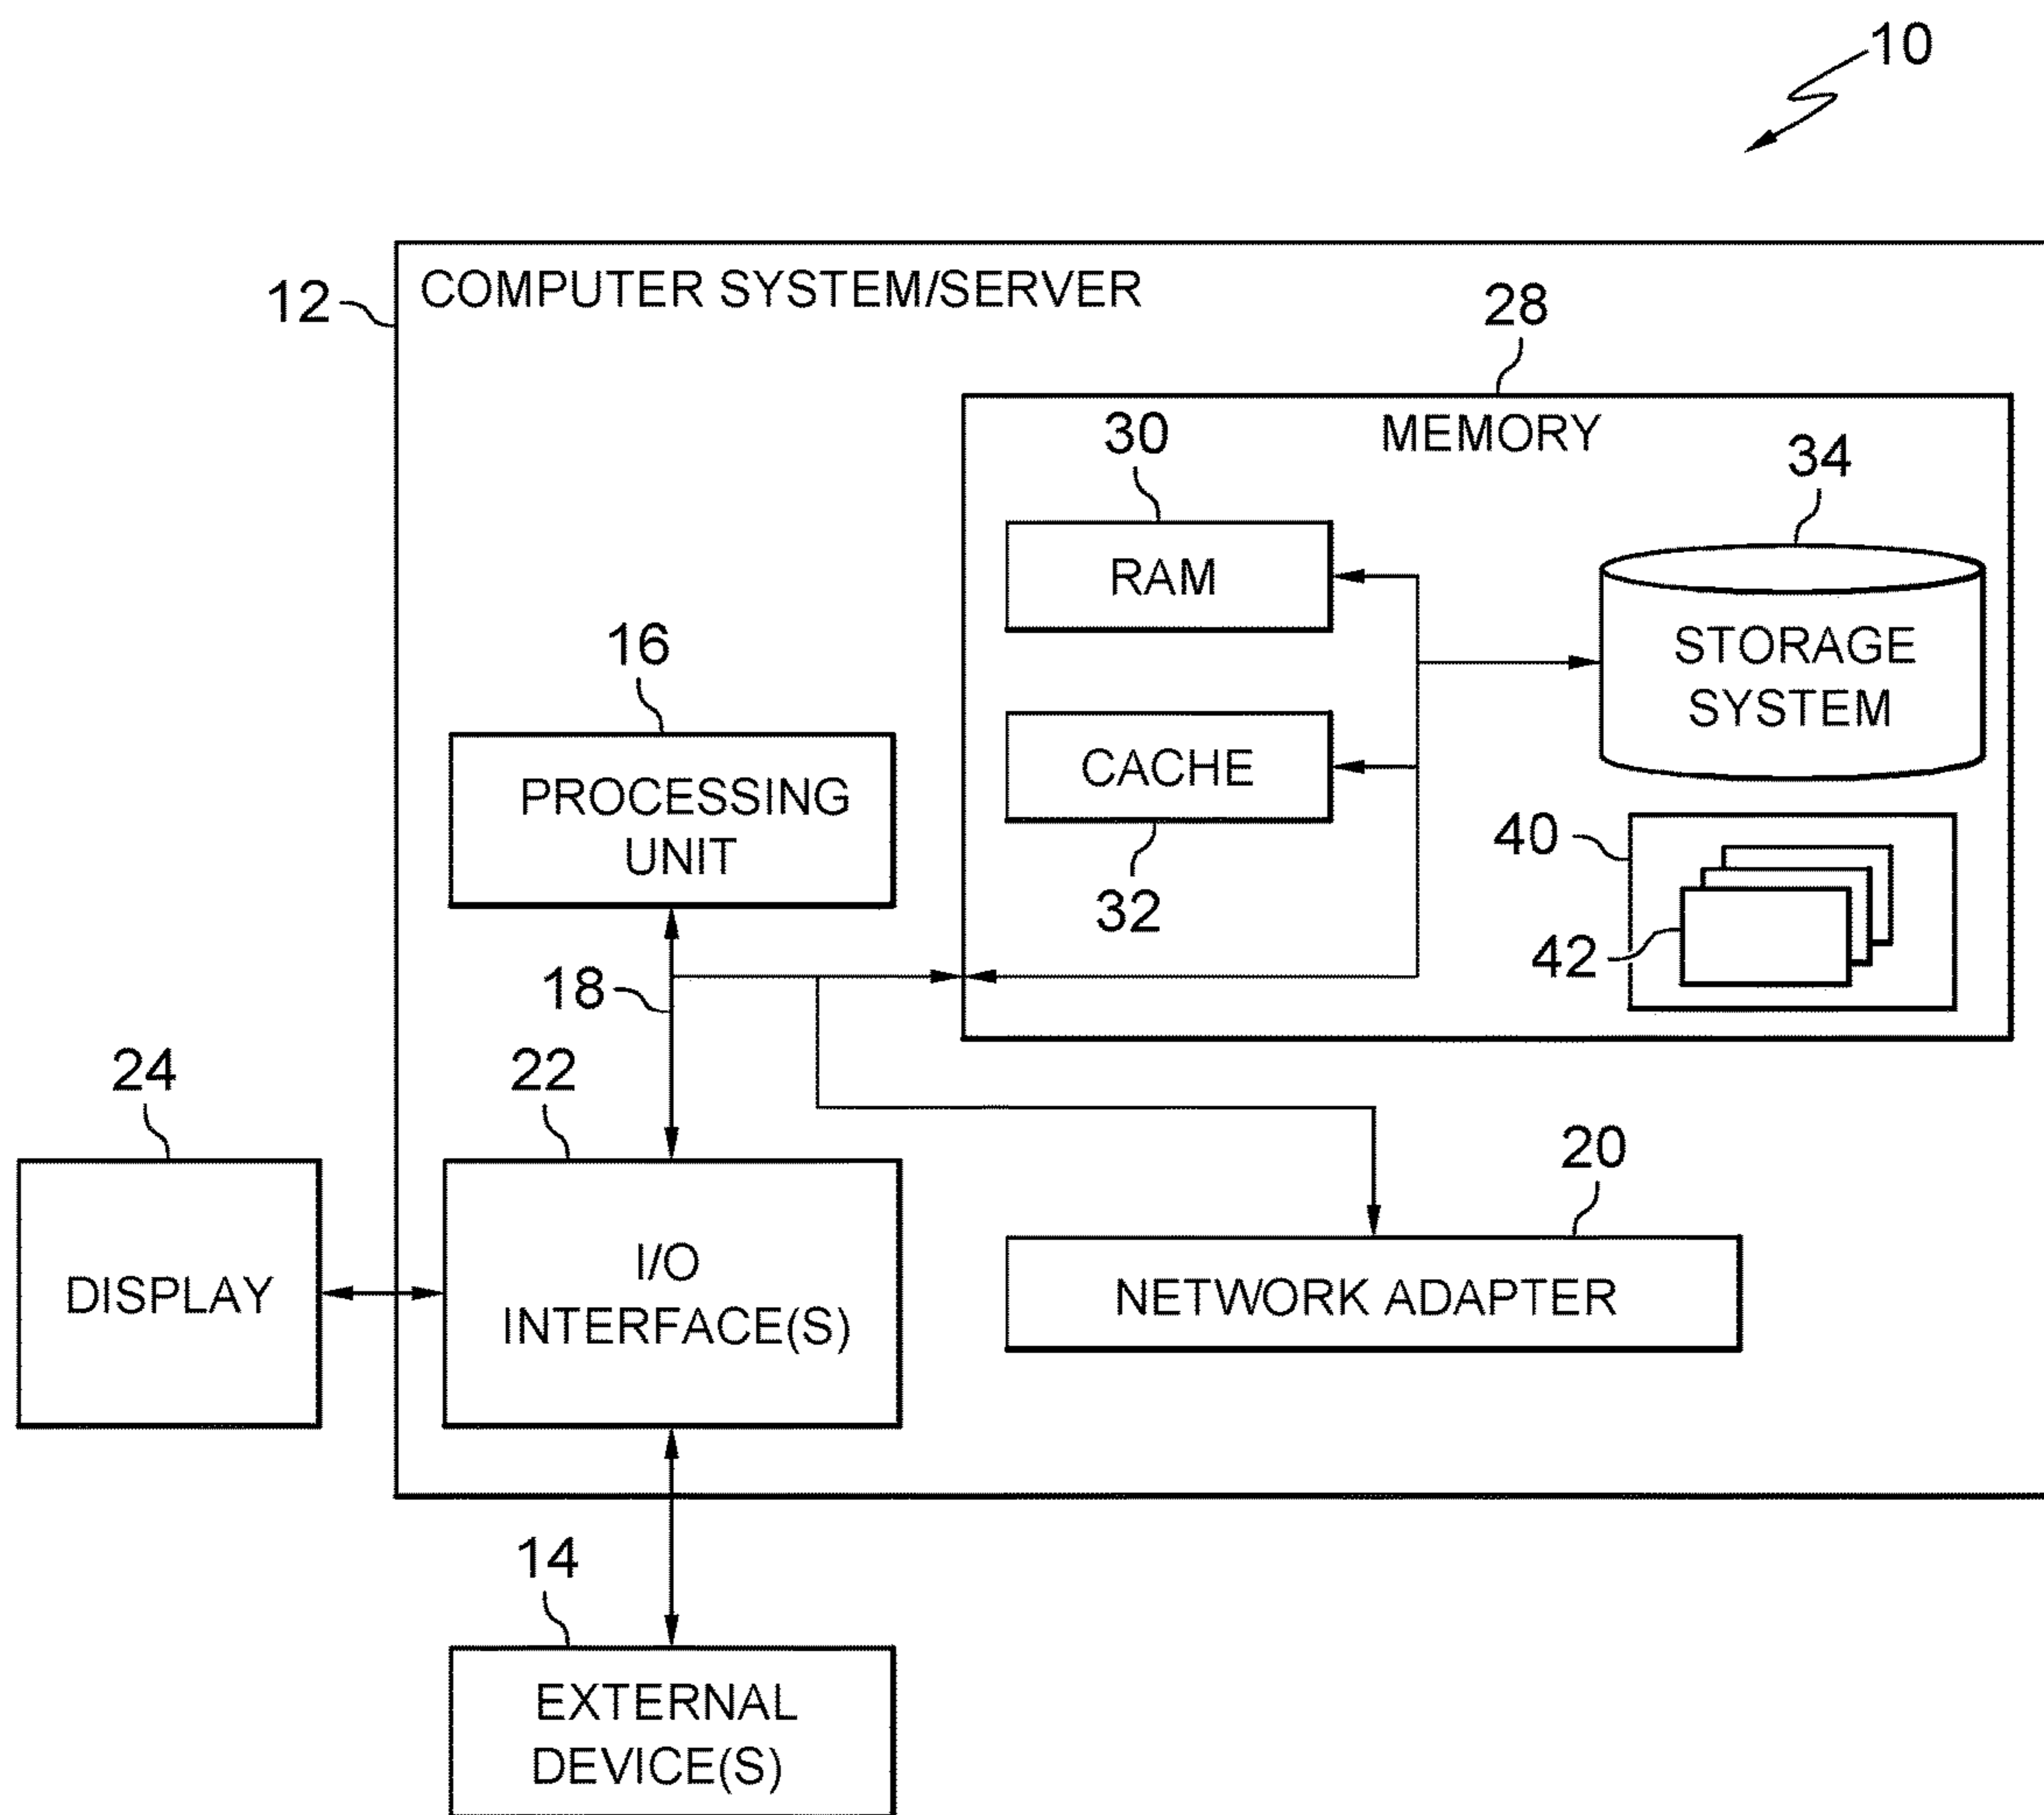 10
12
COMPUTER SYSTEM/SERVER
28
MEMORY
30
34
RAM
STORAGE
SYSTEM
16
CACHE
PROCESSING
UNIT
40
32
42
18
24
22
20
DISPLAY
I/O
INTERFACE(S)
NETWORK ADAPTER
14
EXTERNAL
DEVICE(S)